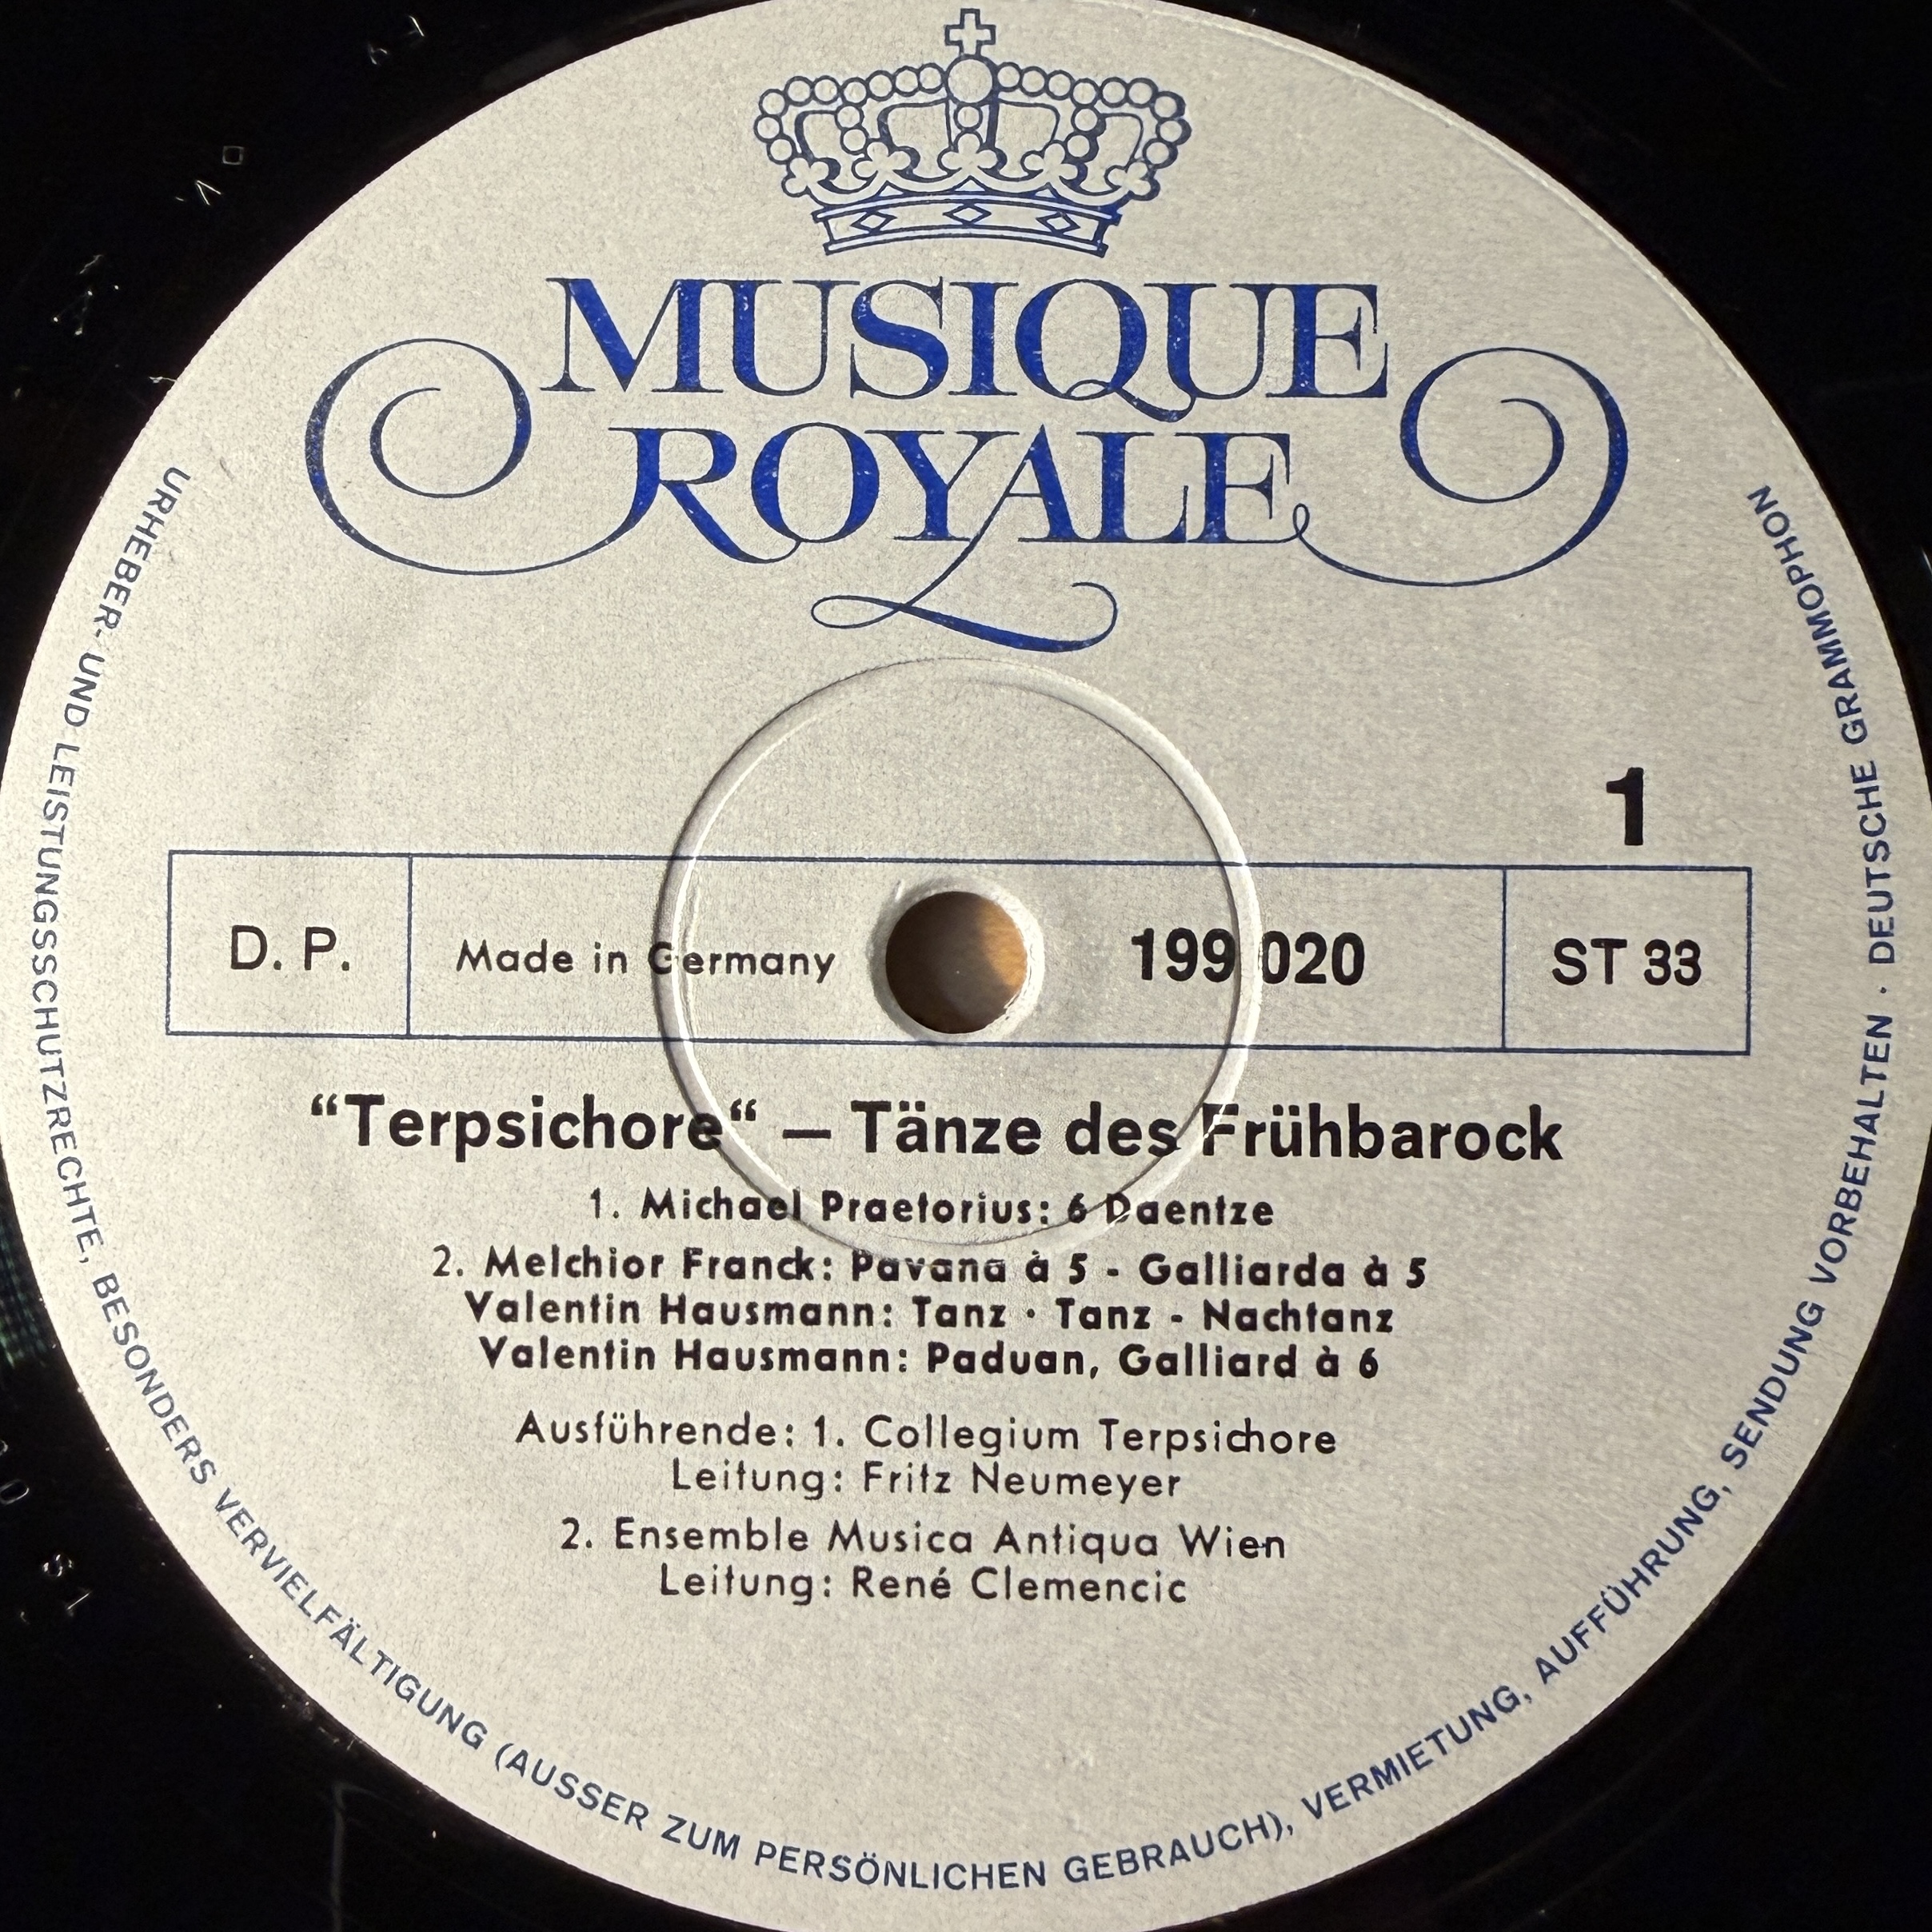 MUSIQUE
ROYALE
1
D. P.
Made in Germany
199 020
ST 33
“Terpsichore“ — Tänze des Frühbarock
1. Michael Praetorius: 6 Daentze
2. Melchior Franck: Pavana à 5 - Galliarda à 5
Valentin Hausmann: Tanz · Tanz - Nachtanz
Valentin Hausmann: Paduan, Galliard à 6
Ausführende: 1. Collegium Terpsichore
Leitung: Fritz Neumeyer
2. Ensemble Musica Antiqua Wien
Leitung: René Clemencic
URHEBER- UND LEISTUNGSSCHUTZRECHTE, BESONDERS VERVIELFÄLTIGUNG (AUSSER ZUM PERSÖNLICHEN GEBRAUCH), VERMIETUNG, AUFFÜHRUNG, SENDUNG VORBEHALTEN · DEUTSCHE GRAMMOPHON